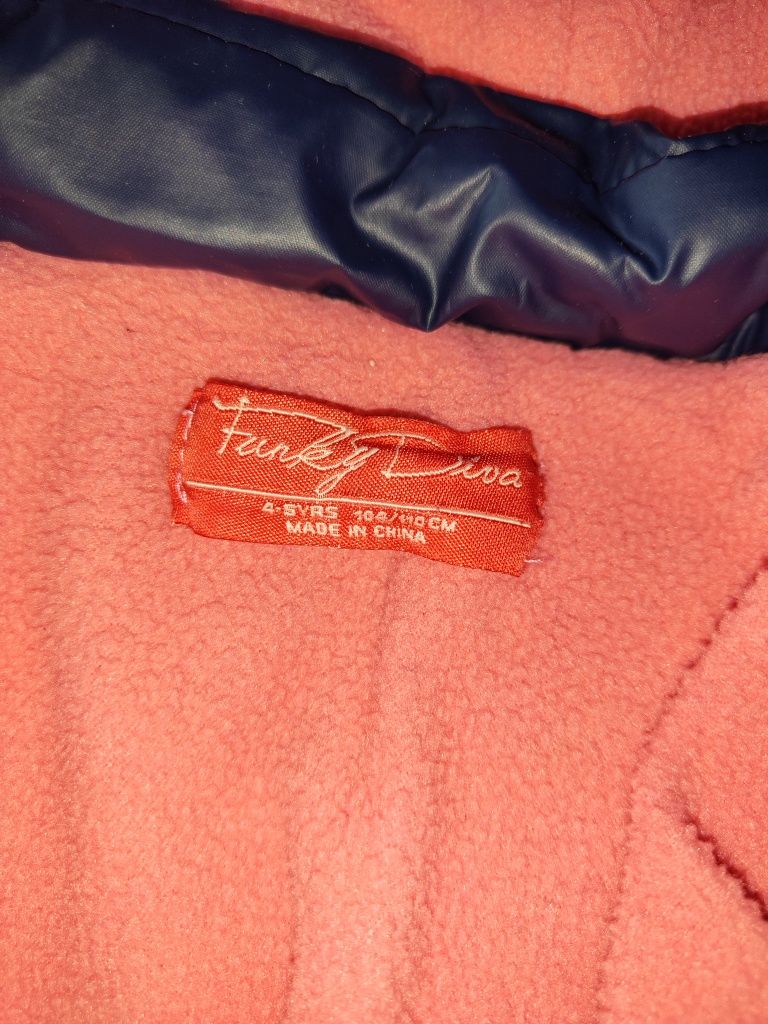 Funky Diva
4-5YRS 104/110CM
MADE IN CHINA